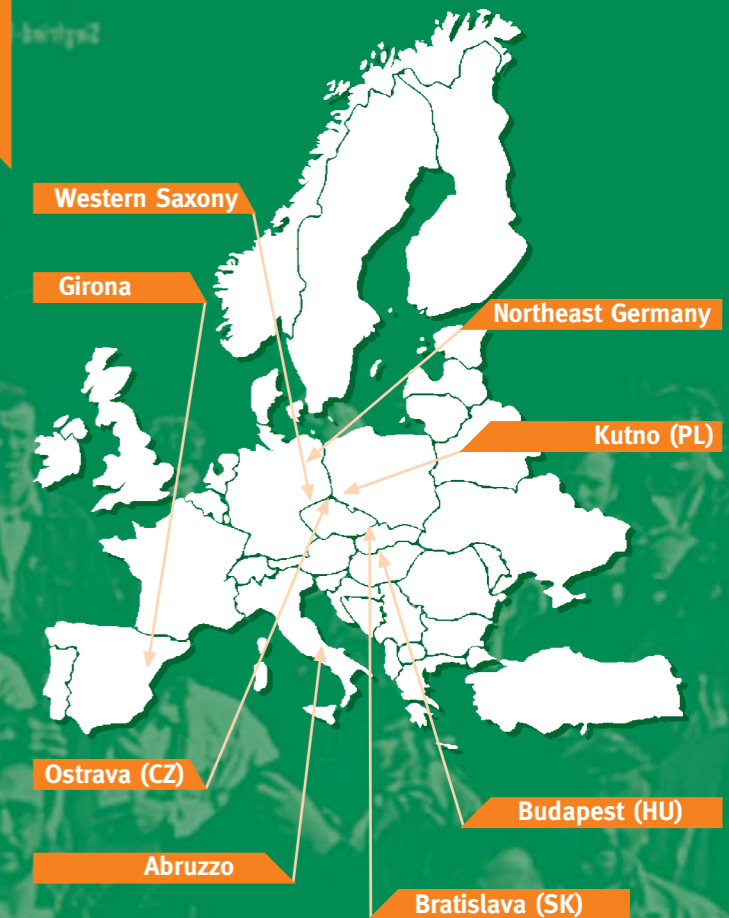 Western Saxony
Girona
Northeast Germany
Kutno (PL)
Ostrava (CZ)
Budapest (HU)
Abruzzo
Bratislava (SK)